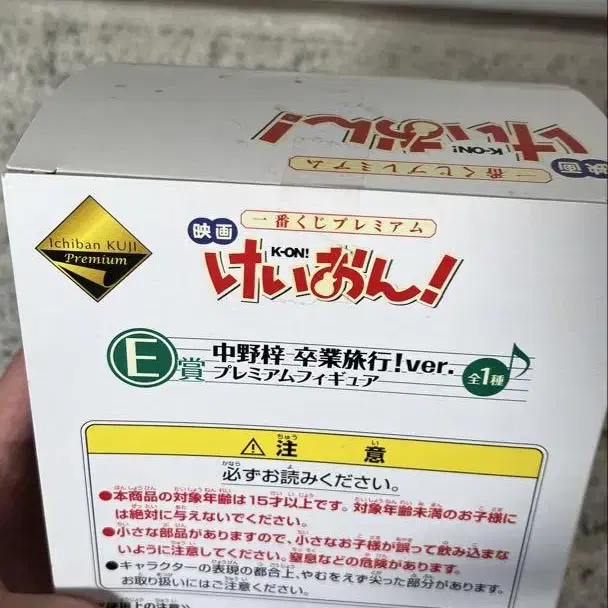 けいおん!
K-ON!
映画
一番くじプレミアム
Ichiban KUJI
Premium
一番くじプレミアム
映画
K-ON!
けいおん!
E賞
中野梓 卒業旅行!ver.
プレミアムフィギュア
全1種
注意
必ずお読みください。
●本商品の対象年齢は15才以上です。対象年齢未満のお子様に
は絶対に与えないでください。
●小さな部品がありますので、小さなお子様が誤って飲み込まな
いように注意してください。窒息などの危険があります。
●キャラクターの表現の都合上、やむをえず尖った部分があります。
お取り扱いにはご注意ください。